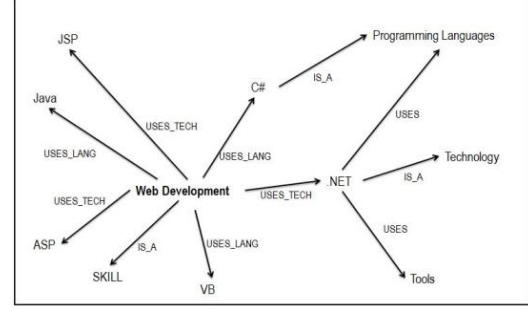 JSP
Programming Languages
IS_A
C#
Java
USES
USES_TECH
USES_LANG
USES_LANG
Technology
.NET
IS_A
Web Development
USES_TECH
USES_TECH
USES
ASP
IS_A
USES_LANG
SKILL
VB
Tools